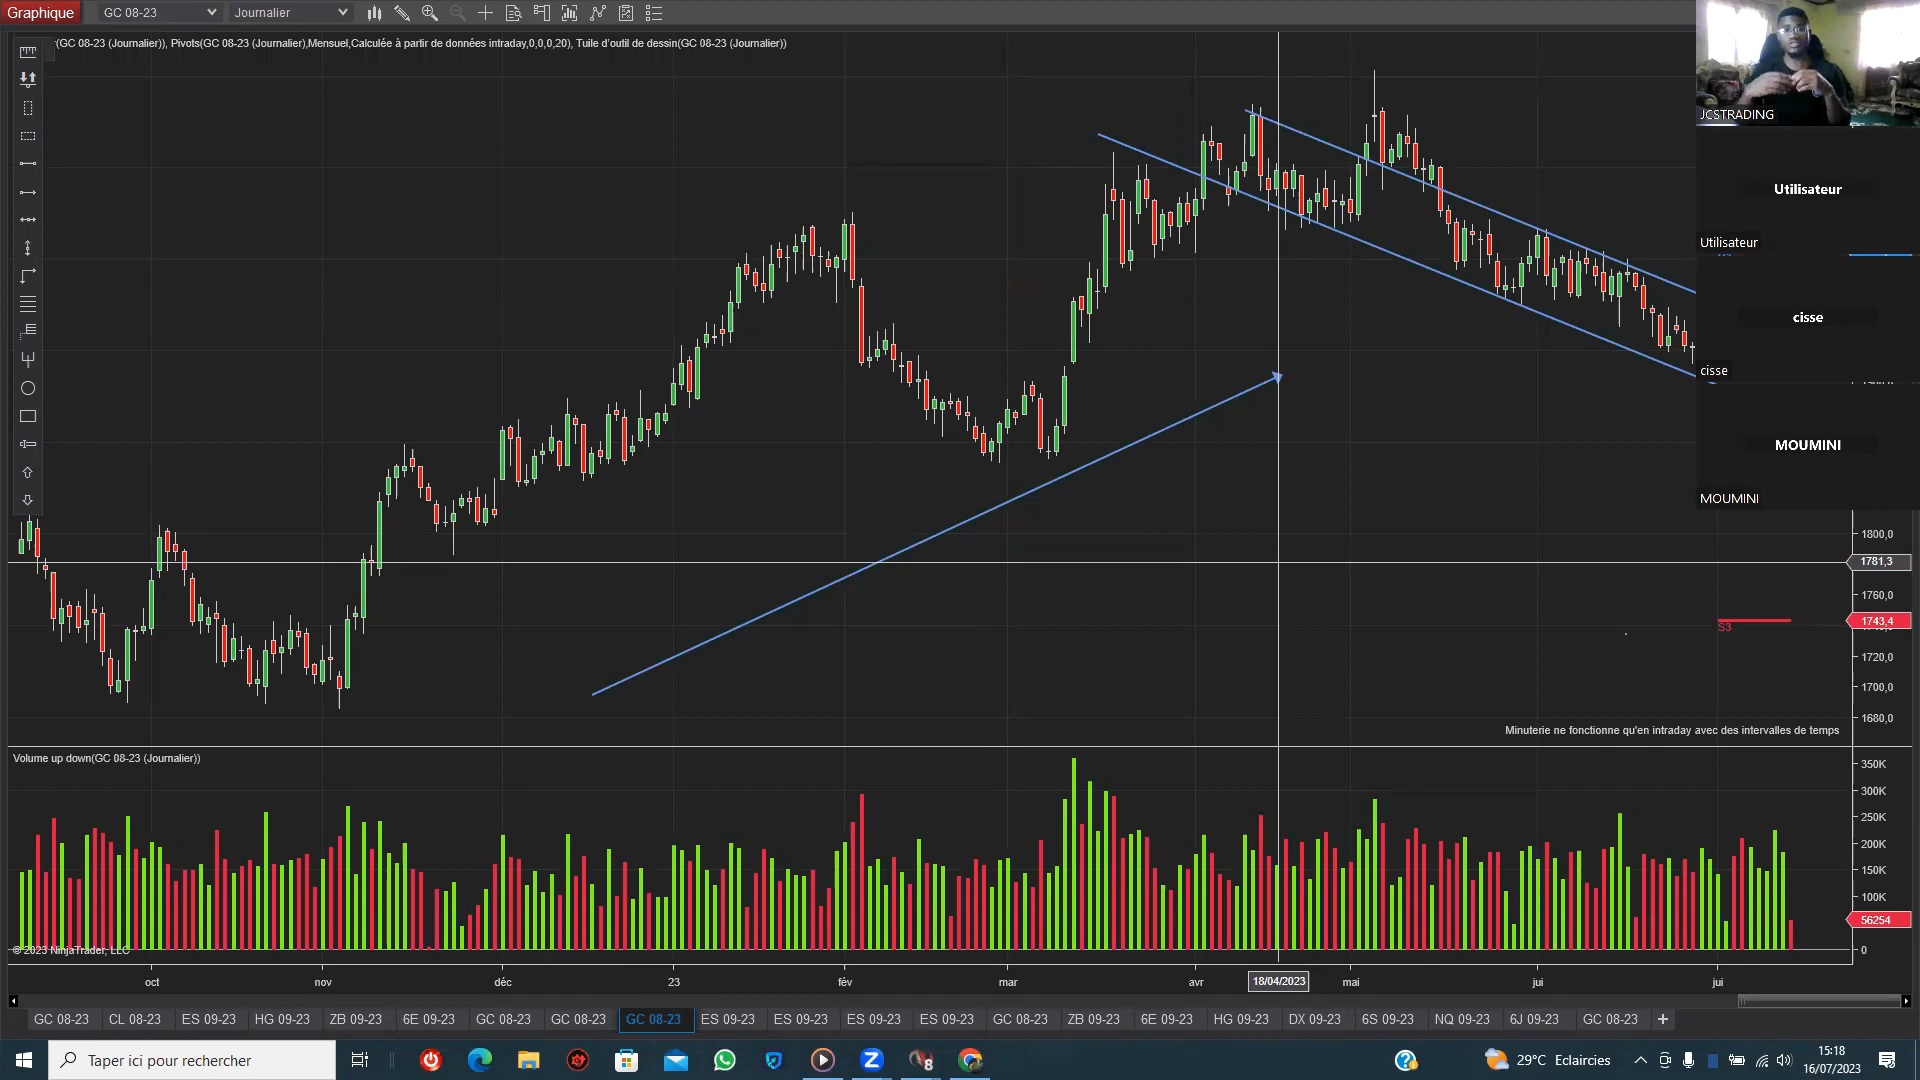 Graphique
GC 08-23
Journalier
(GC 08-23 (Journalier)), Pivots(GC 08-23 (Journalier),Mensuel,Calculée à partir de données intraday,0,0,0,20), Tuile d'outil de dessin(GC 08-23 (Journalier))
JCSTRADING
Utilisateur
Utilisateur
cisse
cisse
MOUMINI
MOUMINI
1800,0
1781,3
1760,0
1743,4
S3
1720,0
1700,0
1680,0
Minuterie ne fonctionne qu'en intraday avec des intervalles de temps
Volume up down(GC 08-23 (Journalier))
350K
300K
250K
200K
150K
100K
56254
0
© 2023 NinjaTrader, LLC
oct nov déc 23 fév mar avr 18/04/2023 mai jui jui
GC 08-23 CL 08-23 ES 09-23 HG 09-23 ZB 09-23 6E 09-23 GC 08-23 GC 08-23 GC 08-23 ES 09-23 ES 09-23 ES 09-23 ES 09-23 GC 08-23 ZB 09-23 6E 09-23 HG 09-23 DX 09-23 6S 09-23 NQ 09-23 6J 09-23 GC 08-23 +
Taper ici pour rechercher
29°C Eclaircies
15:18
16/07/2023